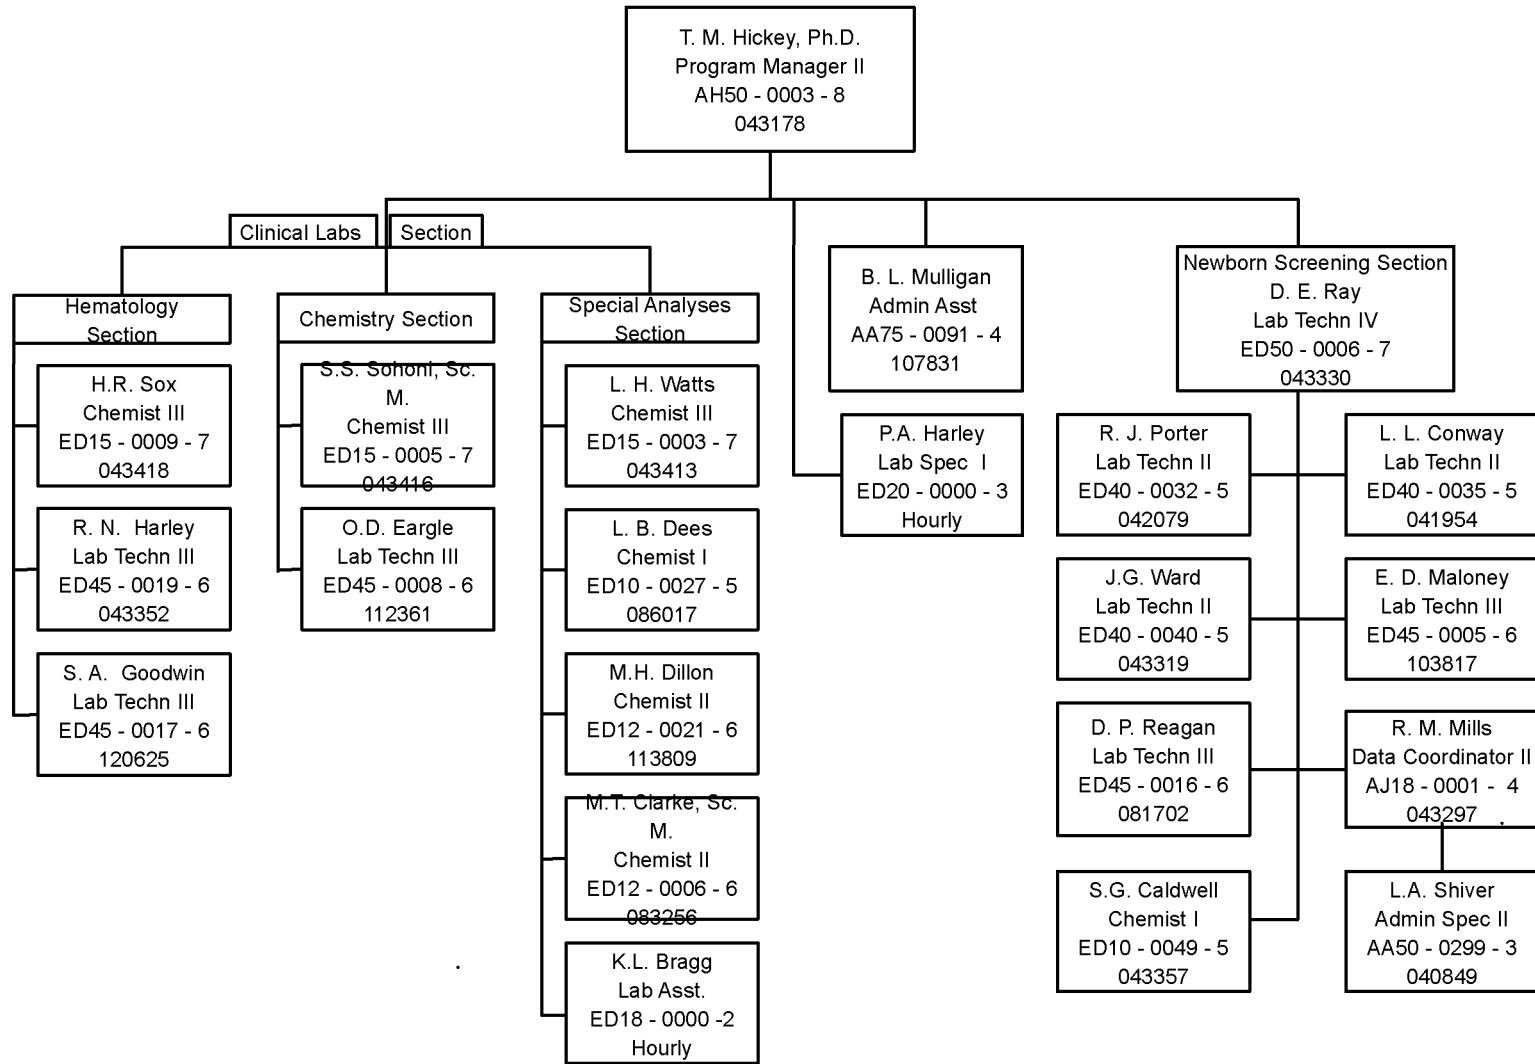 T. M. Hickey, Ph.D.
Program Manager II
AH50 - 0003 - 8
043178
Clinical Labs
Section
Hematology
Section
H.R. Sox
Chemist III
ED15 - 0009 - 7
043418
R. N. Harley
Lab Techn III
ED45 - 0019 - 6
043352
S. A. Goodwin
Lab Techn III
ED45 - 0017 - 6
120625
Chemistry Section
S.S. Sohoni, Sc.
M.
Chemist III
ED15 - 0005 - 7
043416
O.D. Eargle
Lab Techn III
ED45 - 0008 - 6
112361
Special Analyses
Section
L. H. Watts
Chemist III
ED15 - 0003 - 7
043413
L. B. Dees
Chemist I
ED10 - 0027 - 5
086017
M.H. Dillon
Chemist II
ED12 - 0021 - 6
113809
M.T. Clarke, Sc.
M.
Chemist II
ED12 - 0006 - 6
083256
K.L. Bragg
Lab Asst.
ED18 - 0000 -2
Hourly
B. L. Mulligan
Admin Asst
AA75 - 0091 - 4
107831
P.A. Harley
Lab Spec I
ED20 - 0000 - 3
Hourly
Newborn Screening Section
D. E. Ray
Lab Techn IV
ED50 - 0006 - 7
043330
R. J. Porter
Lab Techn II
ED40 - 0032 - 5
042079
L. L. Conway
Lab Techn II
ED40 - 0035 - 5
041954
J.G. Ward
Lab Techn II
ED40 - 0040 - 5
043319
E. D. Maloney
Lab Techn III
ED45 - 0005 - 6
103817
D. P. Reagan
Lab Techn III
ED45 - 0016 - 6
081702
R. M. Mills
Data Coordinator II
AJ18 - 0001 - 4
043297
S.G. Caldwell
Chemist I
ED10 - 0049 - 5
043357
L.A. Shiver
Admin Spec II
AA50 - 0299 - 3
040849